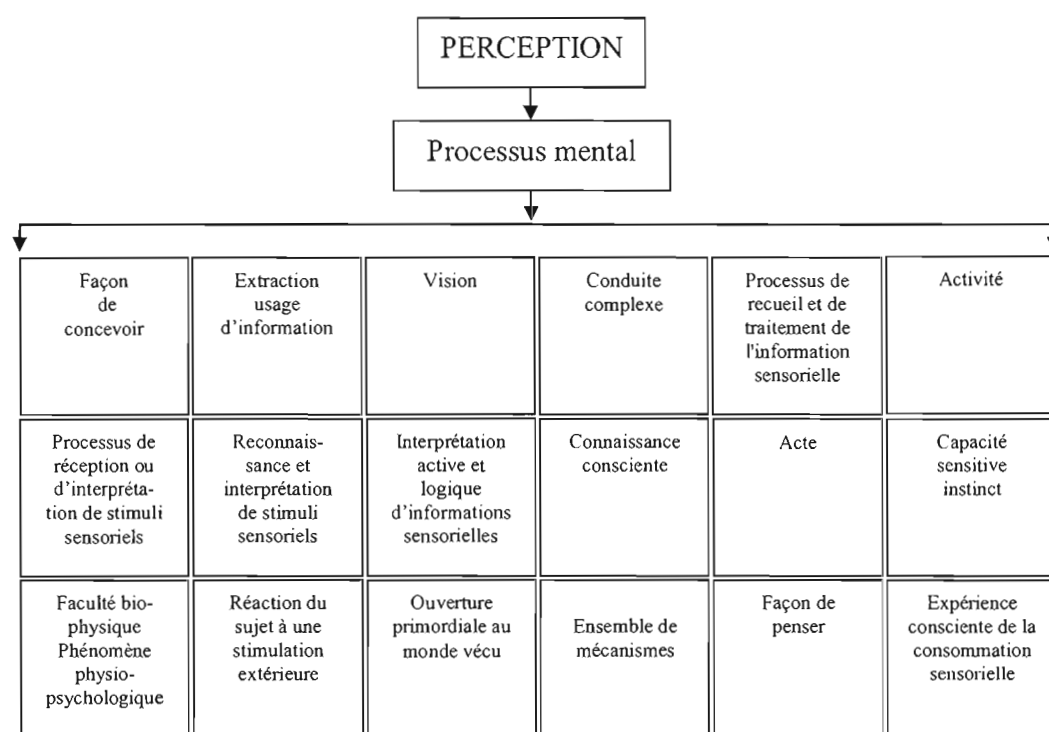 PERCEPTION
Processus mental
Façon
de
concevoir
Extraction
usage
d'information
Vision
Conduite
complexe
Processus de
recueil et de
traitement de
l'information
sensorielle
Activité
Processus de
réception ou
d'interpréta-
tion de stimuli
sensoriels
Reconnais-
sance et
interprétation
de stimuli
sensoriels
Interprétation
active et
logique
d'informations
sensorielles
Connaissance
consciente
Acte
Capacité
sensitive
instinct
Faculté bio-
physique
Phénomène
physio-
psychologique
Réaction du
sujet à une
stimulation
extérieure
Ouverture
primordiale au
monde vécu
Ensemble de
mécanismes
Façon de
penser
Expérience
consciente de la
consommation
sensorielle